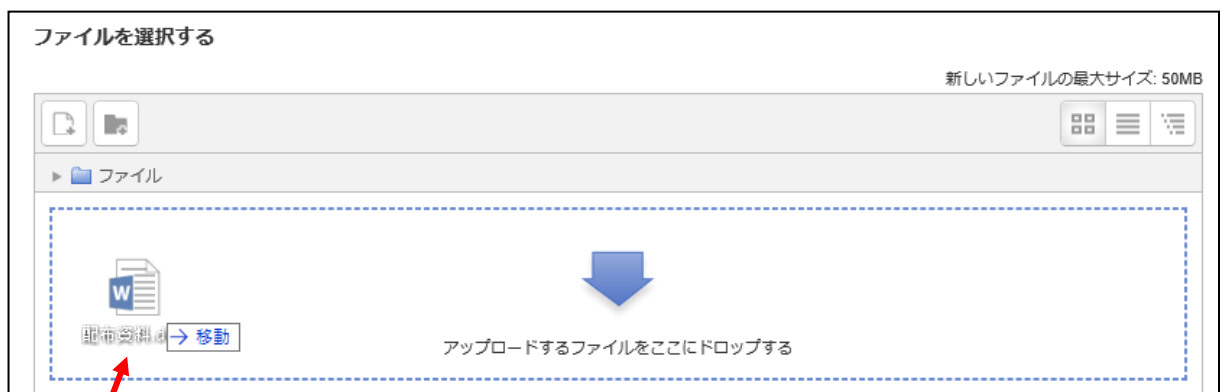 ファイルを選択する
新しいファイルの最大サイズ: 50MB
ファイル
W
配布資料.d
→ 移動
アップロードするファイルをここにドロップする